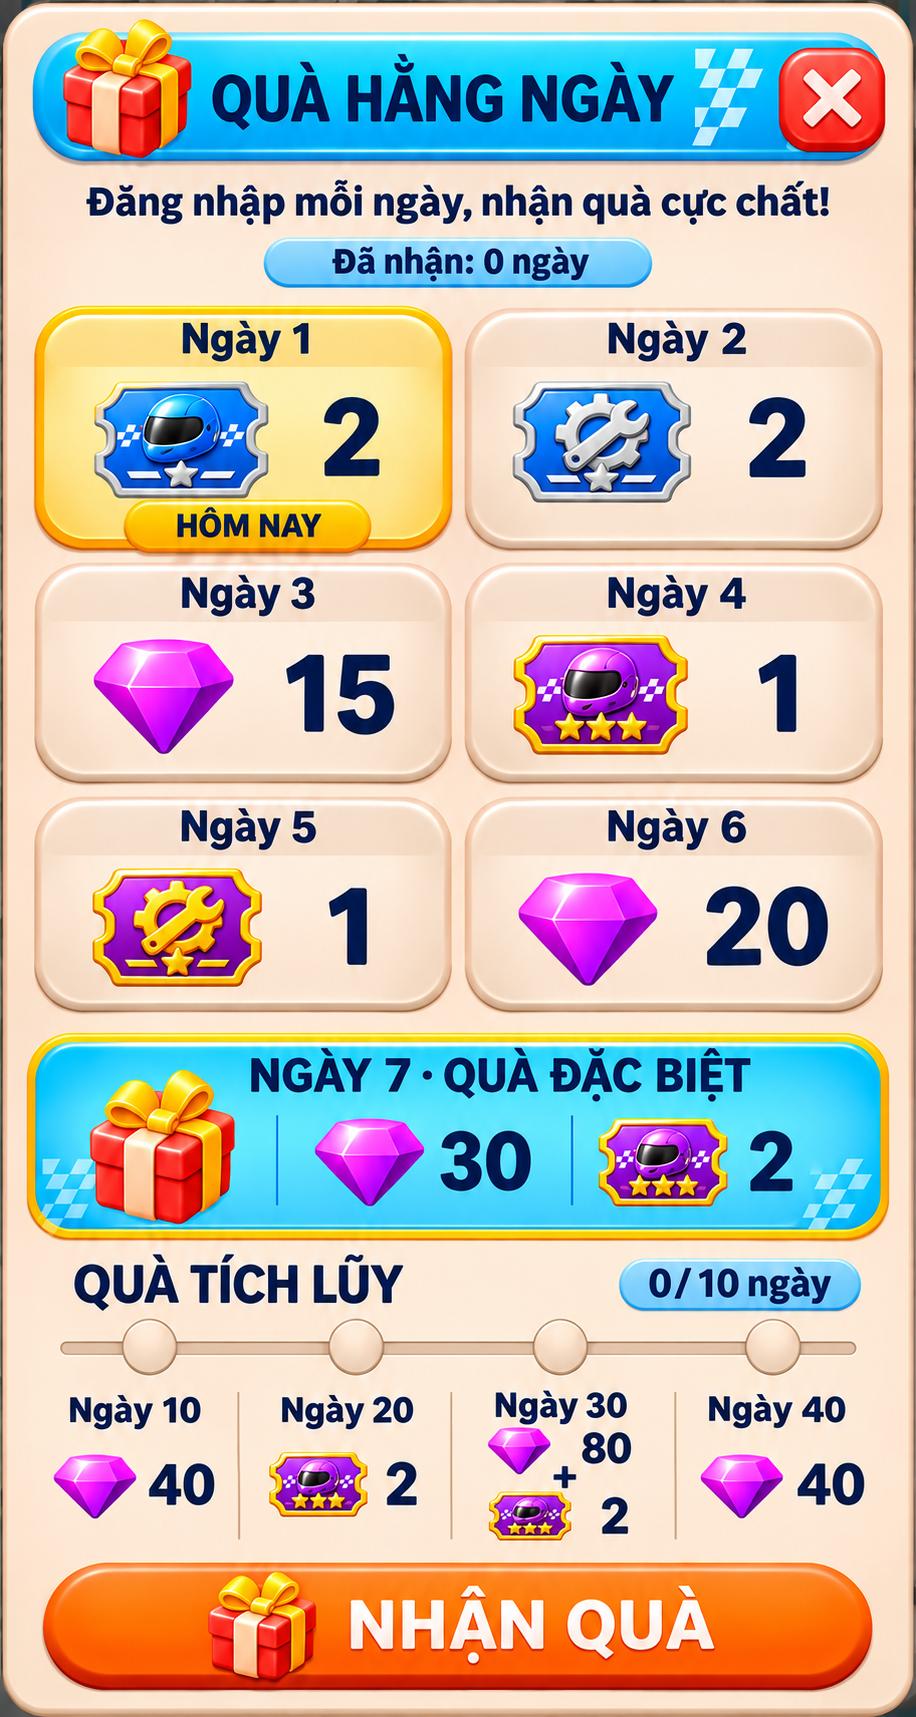 QUÀ HẰNG NGÀY
Đăng nhập mỗi ngày, nhận quà cực chất!
Đã nhận: 0 ngày
Ngày 1
2
HÔM NAY
Ngày 2
2
Ngày 3
15
Ngày 4
1
Ngày 5
1
Ngày 6
20
NGÀY 7 · QUÀ ĐẶC BIỆT
30
2
QUÀ TÍCH LŨY
0/10 ngày
Ngày 10
40
Ngày 20
2
Ngày 30
80
+
2
Ngày 40
40
NHẬN QUÀ